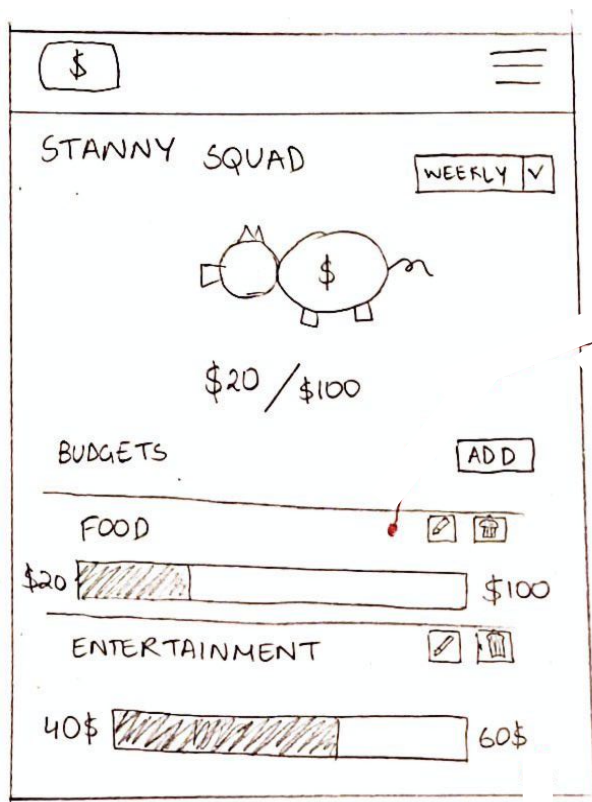 $
STANNY SQUAD
WEEKLY
$
$20 / $100
BUDGETS
ADD
FOOD
$20
$100
ENTERTAINMENT
40$
60$